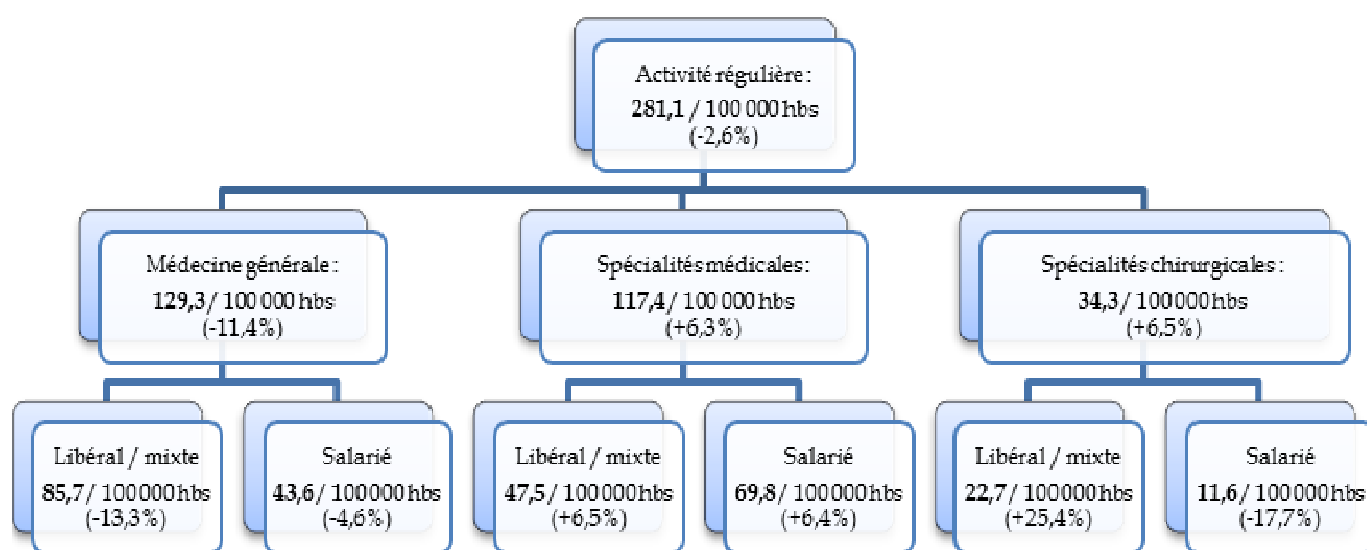 Activité régulière :
281,1 / 100 000 hbs
(-2,6%)
Médecine générale :
129,3 / 100 000 hbs
(-11,4%)
Spécialités médicales :
117,4 / 100 000 hbs
(+6,3%)
Spécialités chirurgicales :
34,3 / 100000 hbs
(+6,5%)
Libéral / mixte
85,7 / 100000 hbs
(-13,3%)
Salarié
43,6 / 100000 hbs
(-4,6%)
Libéral / mixte
47,5 / 100000 hbs
(+6,5%)
Salarié
69,8 / 100000 hbs
(+6,4%)
Libéral / mixte
22,7 / 100000 hbs
(+25,4%)
Salarié
11,6 / 100000 hbs
(-17,7%)